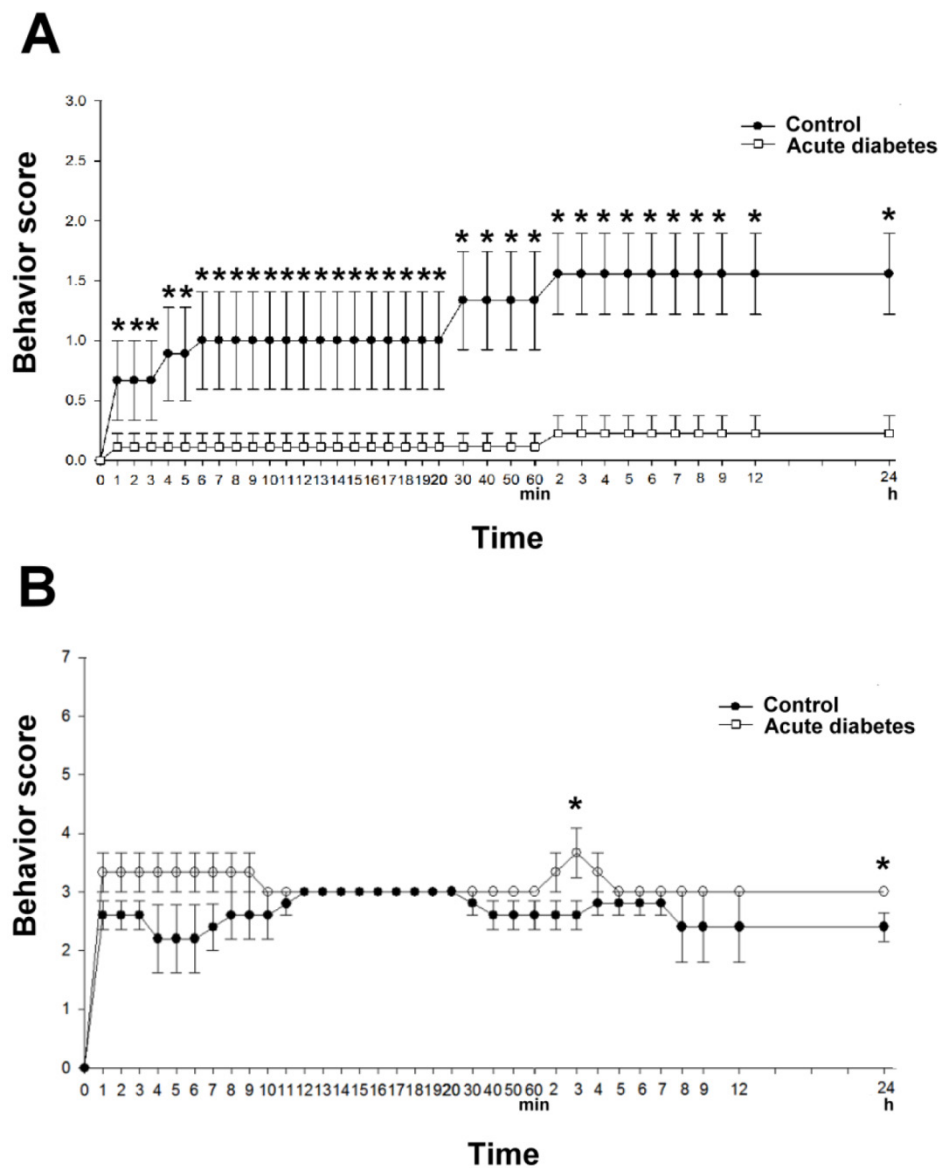 A
3.0
Control
Acute diabetes
2.5
Behavior score
2.0
* * * * * * * * * *
* * * *
1.5
* * * * * * * * * * * * * * *
* *
1.0
* * *
0.5
0.0
0 1 2 3 4 5 6 7 8 9 10 11 12 13 14 15 16 17 18 19 20 30 40 50 60 2 3 4 5 6 7 8 9 12 24
min h
Time
B
7
Control
Acute diabetes
6
5
Behavior score
*
4
*
3
2
1
0
0 1 2 3 4 5 6 7 8 9 10 11 12 13 14 15 16 17 18 19 20 30 40 50 60 2 3 4 5 6 7 8 9 12 24
min h
Time